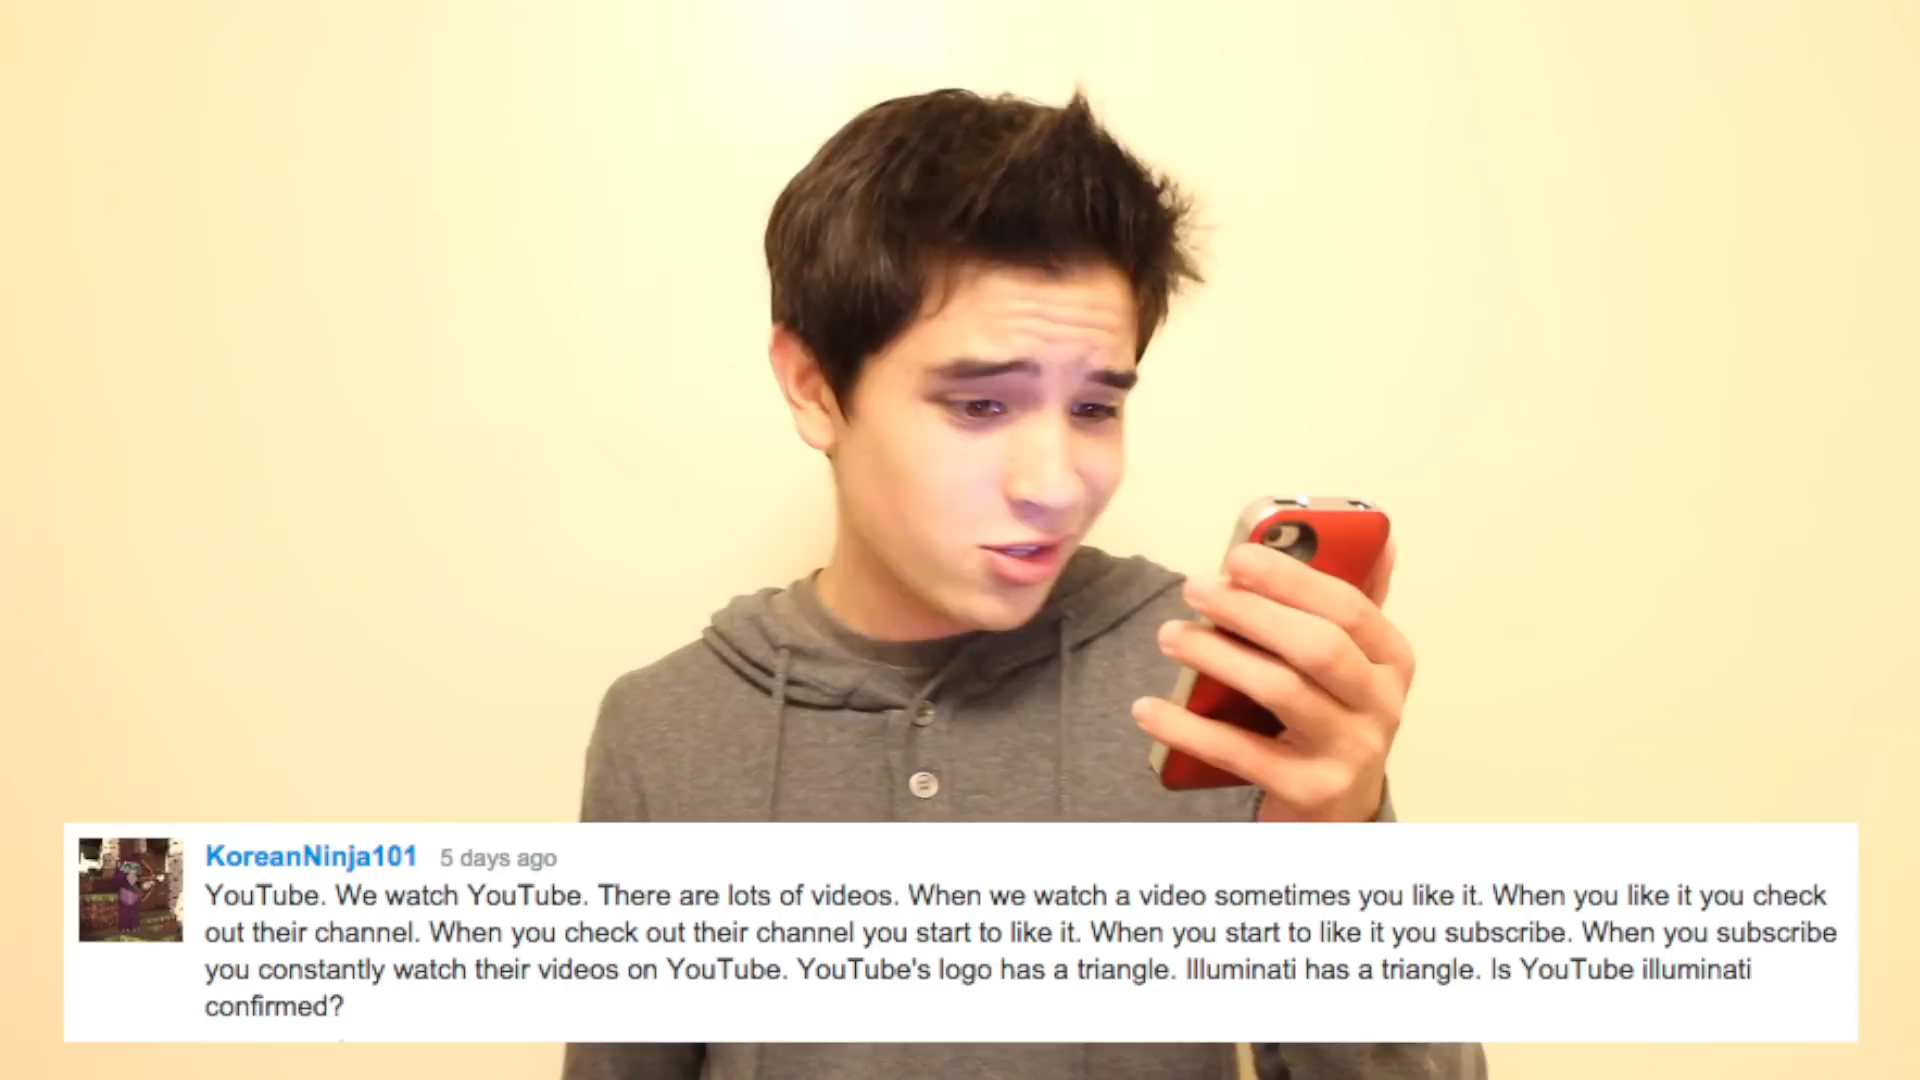 KoreanNinja101 5 days ago
YouTube. We watch YouTube. There are lots of videos. When we watch a video sometimes you like it. When you like it you check
out their channel. When you check out their channel you start to like it. When you start to like it you subscribe. When you subscribe
you constantly watch their videos on YouTube. YouTube's logo has a triangle. Illuminati has a triangle. Is YouTube illuminati
confirmed?